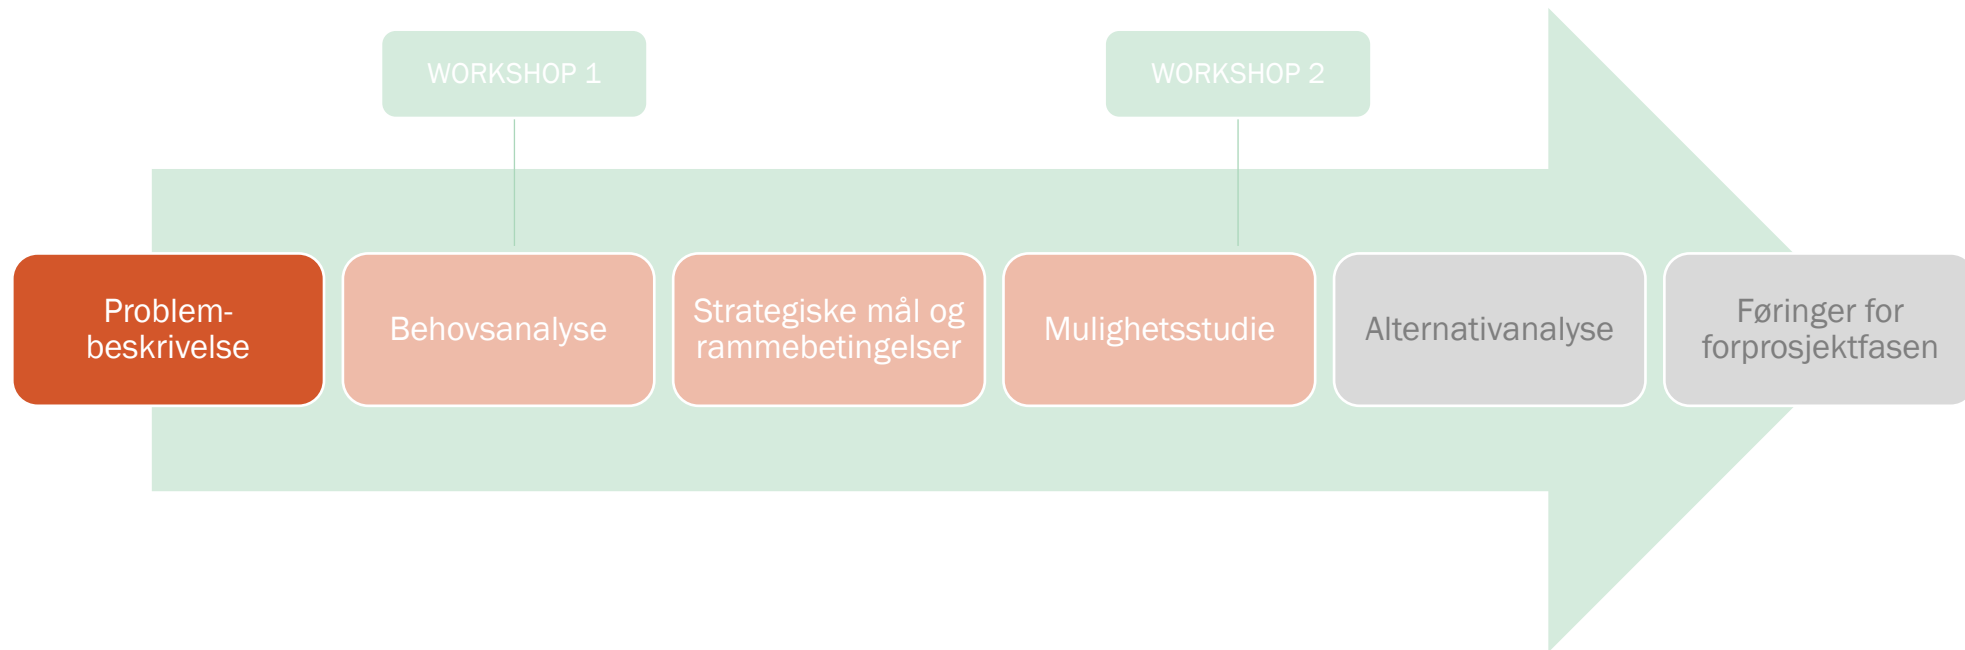 WORKSHOP 1
WORKSHOP 2
Problem-
beskrivelse
Behovsanalyse
Strategiske mål og
rammebetingelser
Mulighetsstudie
Alternativanalyse
Føringer for
forprosjektfasen